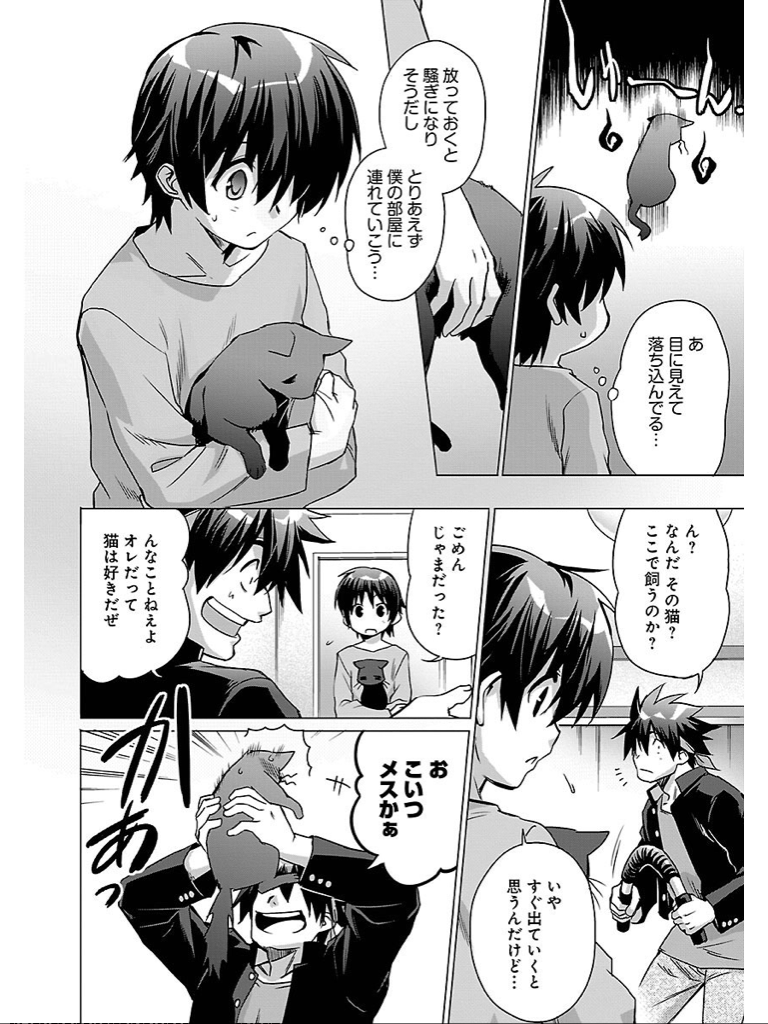 しーーん
あ
目に見えて
落ち込んでる…
放っておくと
騒ぎになり
そうだし
とりあえず
僕の部屋に
連れていこう…
ん?
なんだ その猫?
ここで飼うのか?
いや
すぐ出ていくと
思うんだけど…
ごめん
じゃまだった?
んなことねえよ
オレだって
猫は好きだぜ
お
こいつ
メスかぁ
かあぁっ